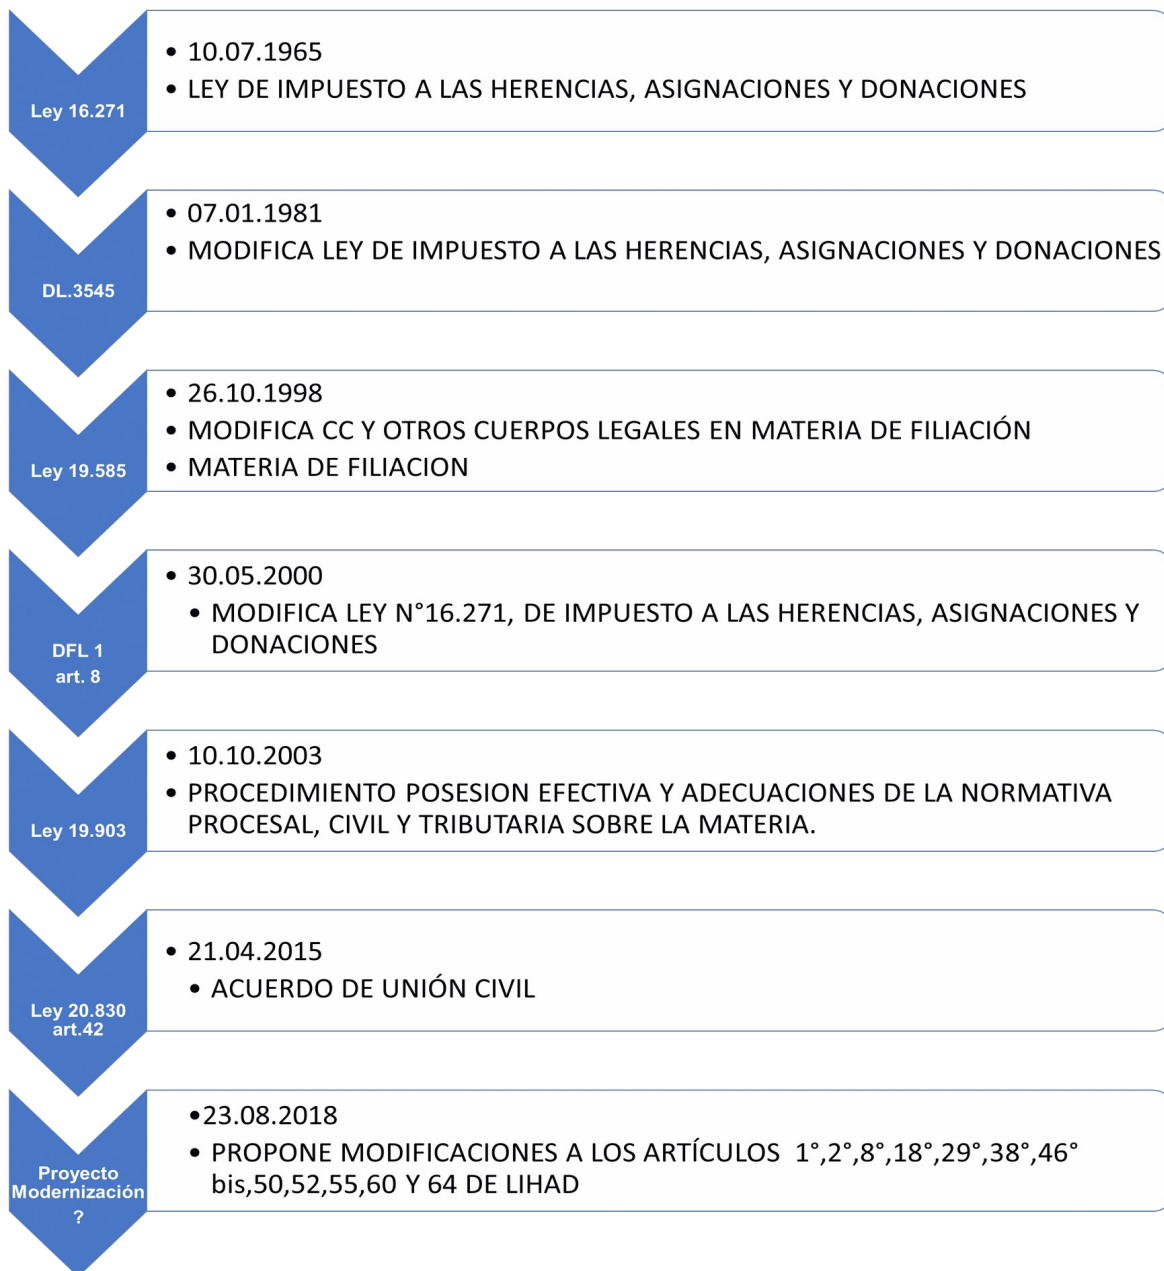 Ley 16.271
• 10.07.1965
• LEY DE IMPUESTO A LAS HERENCIAS, ASIGNACIONES Y DONACIONES
DL.3545
• 07.01.1981
• MODIFICA LEY DE IMPUESTO A LAS HERENCIAS, ASIGNACIONES Y DONACIONES
Ley 19.585
• 26.10.1998
• MODIFICA CC Y OTROS CUERPOS LEGALES EN MATERIA DE FILIACIÓN
• MATERIA DE FILIACION
DFL 1
art. 8
• 30.05.2000
• MODIFICA LEY N°16.271, DE IMPUESTO A LAS HERENCIAS, ASIGNACIONES Y
DONACIONES
Ley 19.903
• 10.10.2003
• PROCEDIMIENTO POSESION EFECTIVA Y ADECUACIONES DE LA NORMATIVA
PROCESAL, CIVIL Y TRIBUTARIA SOBRE LA MATERIA.
Ley 20.830
art.42
• 21.04.2015
• ACUERDO DE UNIÓN CIVIL
Proyecto
Modernización
?
•23.08.2018
• PROPONE MODIFICACIONES A LOS ARTÍCULOS 1°,2°,8°,18°,29°,38°,46°
bis,50,52,55,60 Y 64 DE LIHAD